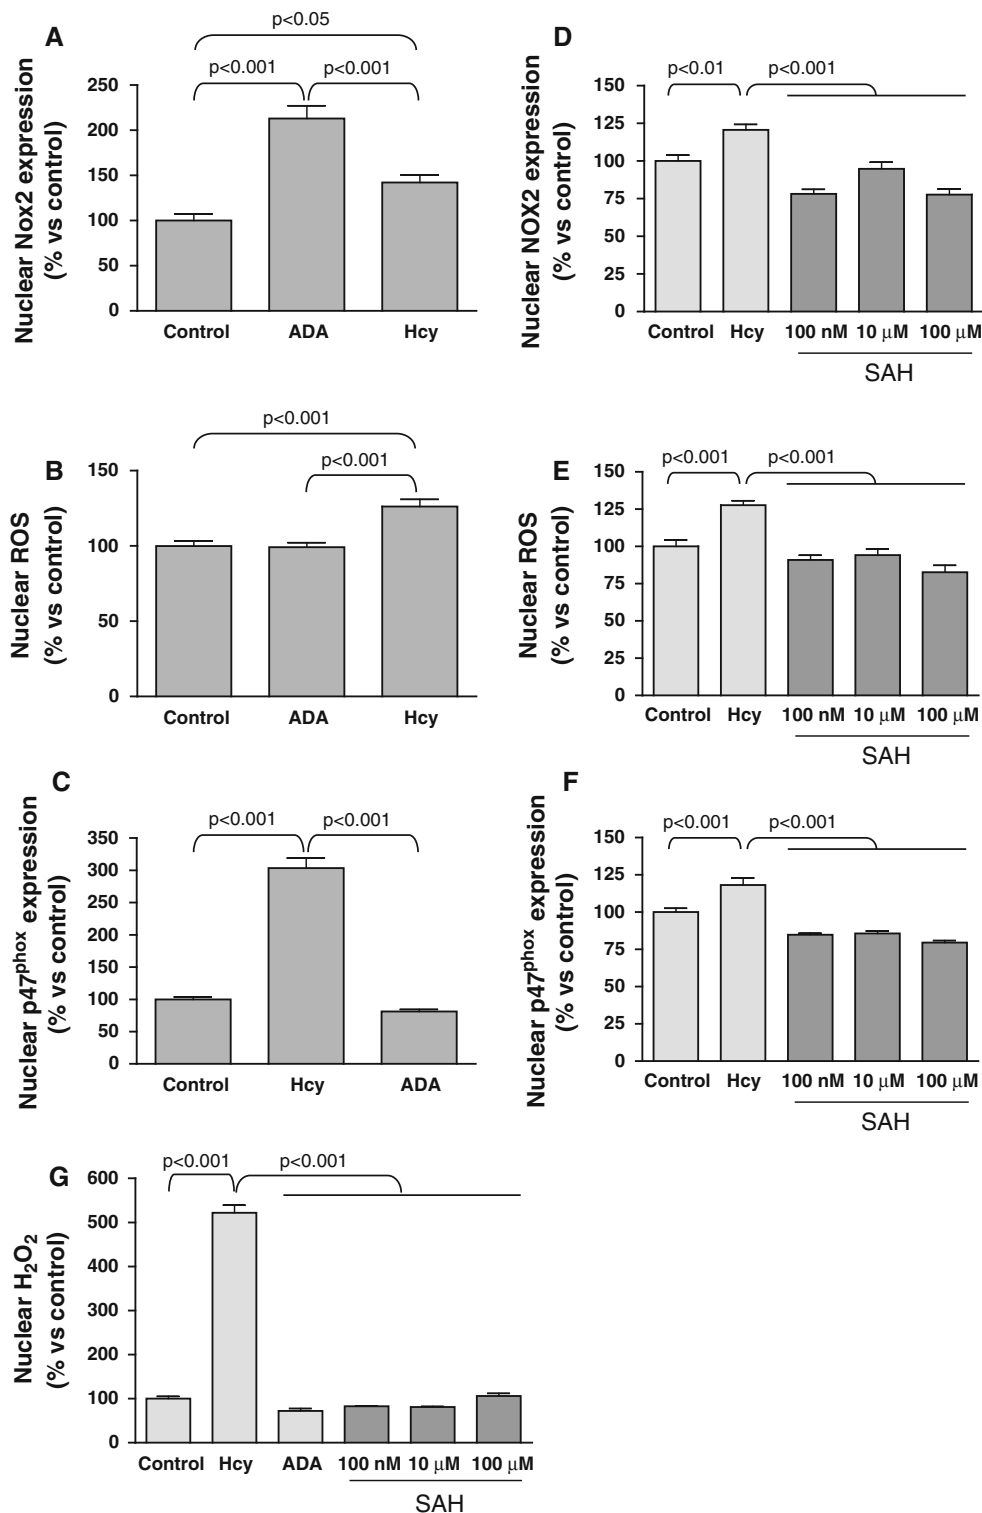 A
p<0.05
p<0.001 p<0.001
Nuclear Nox2 expression
(% vs control)
250
200
150
100
50
0
Control ADA Hcy
D
p<0.01 p<0.001
Nuclear NOX2 expression
(% vs control)
150
125
100
75
50
25
0
Control Hcy 100 nM 10 µM 100 µM
SAH
B
p<0.001
p<0.001
Nuclear ROS
(% vs control)
150
100
50
0
Control ADA Hcy
E
p<0.001 p<0.001
Nuclear ROS
(% vs control)
150
125
100
75
50
25
0
Control Hcy 100 nM 10 µM 100 µM
SAH
C
p<0.001 p<0.001
Nuclear p47phox expression
(% vs control)
350
300
250
200
150
100
50
0
Control Hcy ADA
F
p<0.001 p<0.001
Nuclear p47phox expression
(% vs control)
150
125
100
75
50
25
0
Control Hcy 100 nM 10 µM 100 µM
SAH
G
p<0.001 p<0.001
Nuclear H2O2
(% vs control)
600
500
400
300
200
100
0
Control Hcy ADA 100 nM 10 µM 100 µM
SAH